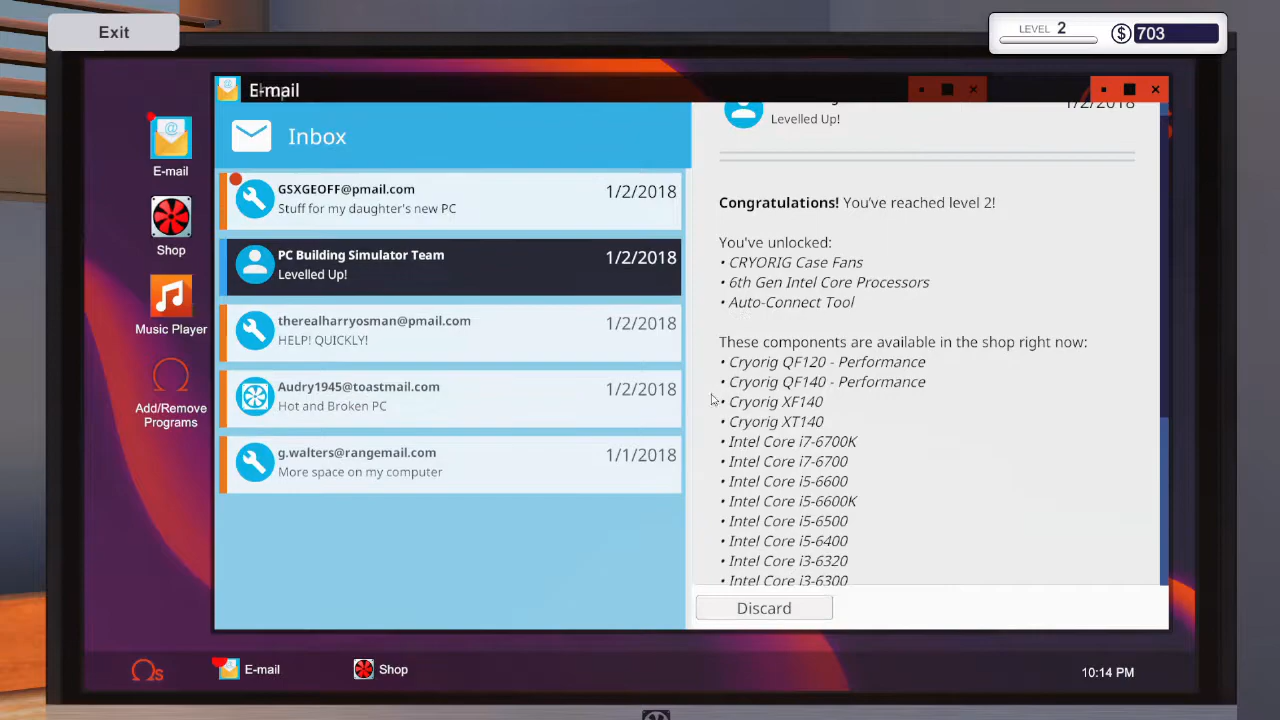 Exit
LEVEL 2
$ 703
E-mail
Inbox
GSXGEOFF@pmail.com
1/2/2018
Stuff for my daughter's new PC
PC Building Simulator Team
1/2/2018
Levelled Up!
therealharryosman@pmail.com
1/2/2018
HELP! QUICKLY!
Audry1945@toastmail.com
1/2/2018
Hot and Broken PC
g.walters@rangemail.com
1/1/2018
More space on my computer
1/2/2018
Levelled Up!
Congratulations! You've reached level 2!
You've unlocked:
• CRYORIG Case Fans
• 6th Gen Intel Core Processors
• Auto-Connect Tool
These components are available in the shop right now:
• Cryorig QF120 - Performance
• Cryorig QF140 - Performance
• Cryorig XF140
• Cryorig XT140
• Intel Core i7-6700K
• Intel Core i7-6700
• Intel Core i5-6600
• Intel Core i5-6600K
• Intel Core i5-6500
• Intel Core i5-6400
• Intel Core i3-6320
• Intel Core i3-6300
Discard
E-mail
Shop
Music Player
Add/Remove
Programs
Ωs
E-mail
Shop
10:14 PM